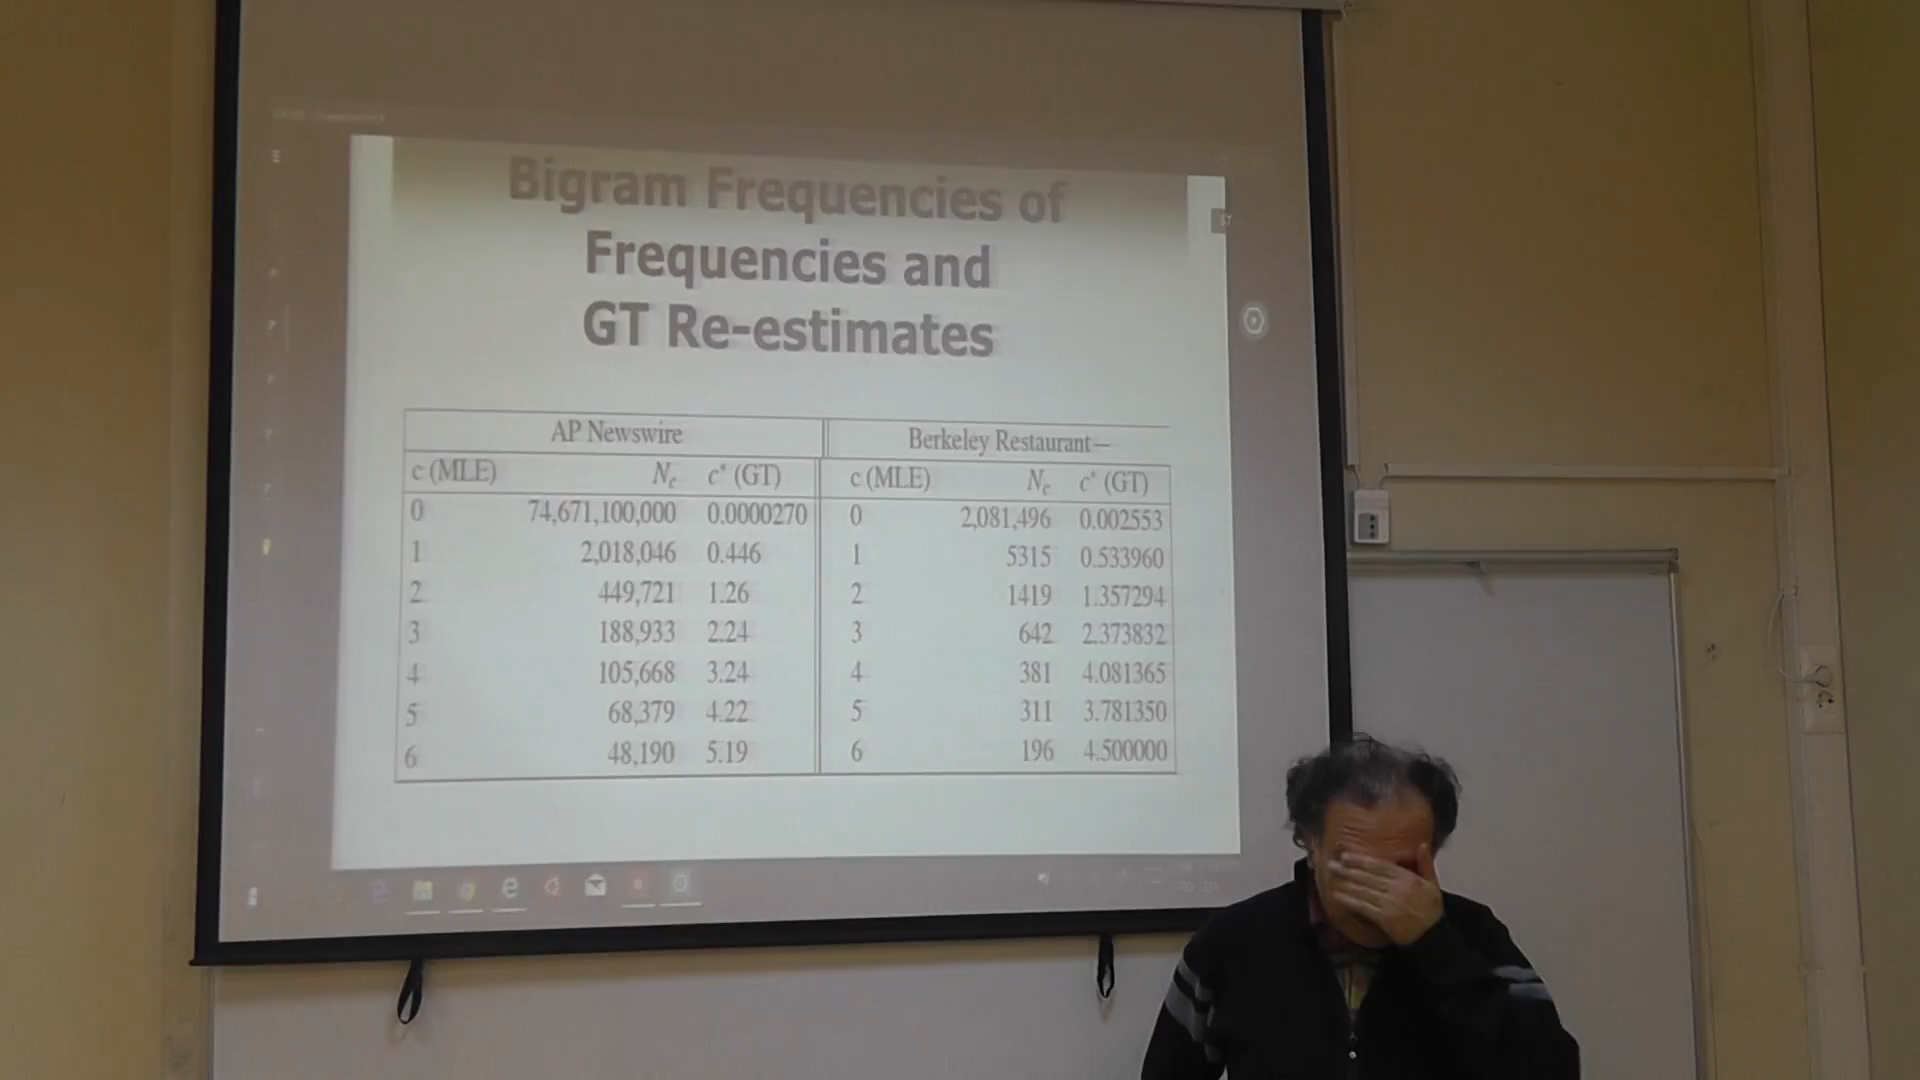 Bigram Frequencies of
Frequencies and
GT Re-estimates
57
AP Newswire Berkeley Restaurant—
c (MLE) Nc c* (GT) c (MLE) Nc c* (GT)
0 74,671,100,000 0.0000270 0 2,081,496 0.002553
1 2,018,046 0.446 1 5315 0.533960
2 449,721 1.26 2 1419 1.357294
3 188,933 2.24 3 642 2.373832
4 105,668 3.24 4 381 4.081365
5 68,379 4.22 5 311 3.781350
6 48,190 5.19 6 196 4.500000